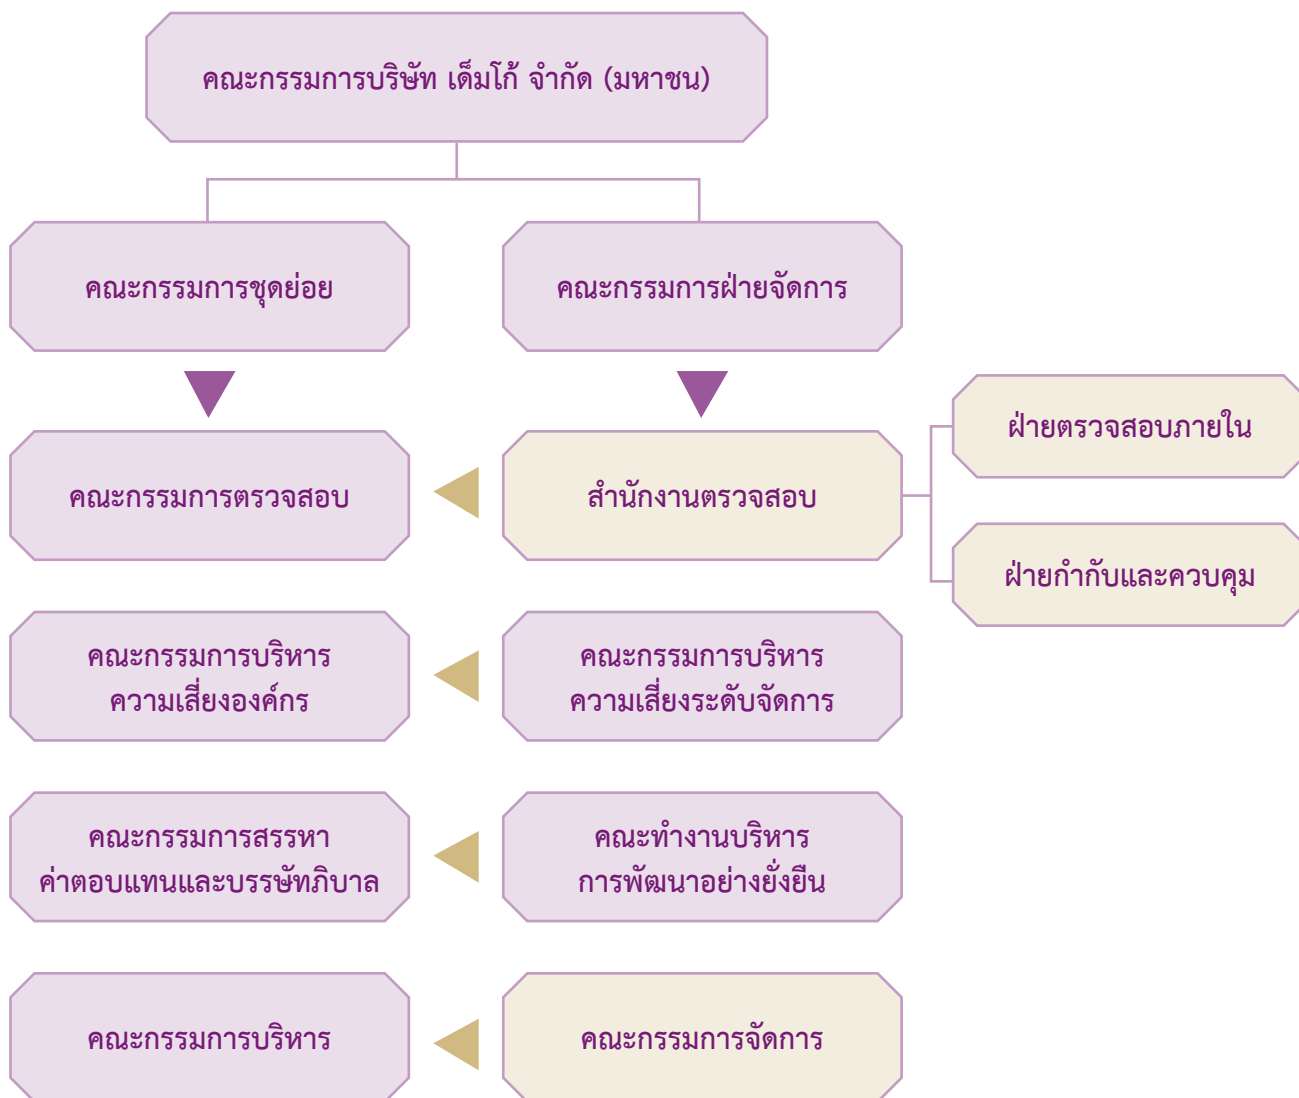 คณะกรรมการบริษัท เด็มโก้ จำกัด (มหาชน)
คณะกรรมการชุดย่อย
คณะกรรมการฝ่ายจัดการ
คณะกรรมการตรวจสอบ
สำนักงานตรวจสอบ
ฝ่ายตรวจสอบภายใน
ฝ่ายกำกับและควบคุม
คณะกรรมการบริหาร
ความเสี่ยงองค์กร
คณะกรรมการบริหาร
ความเสี่ยงระดับจัดการ
คณะกรรมการสรรหา
ค่าตอบแทนและบรรษัทภิบาล
คณะทำงานบริหาร
การพัฒนาอย่างยั่งยืน
คณะกรรมการบริหาร
คณะกรรมการจัดการ